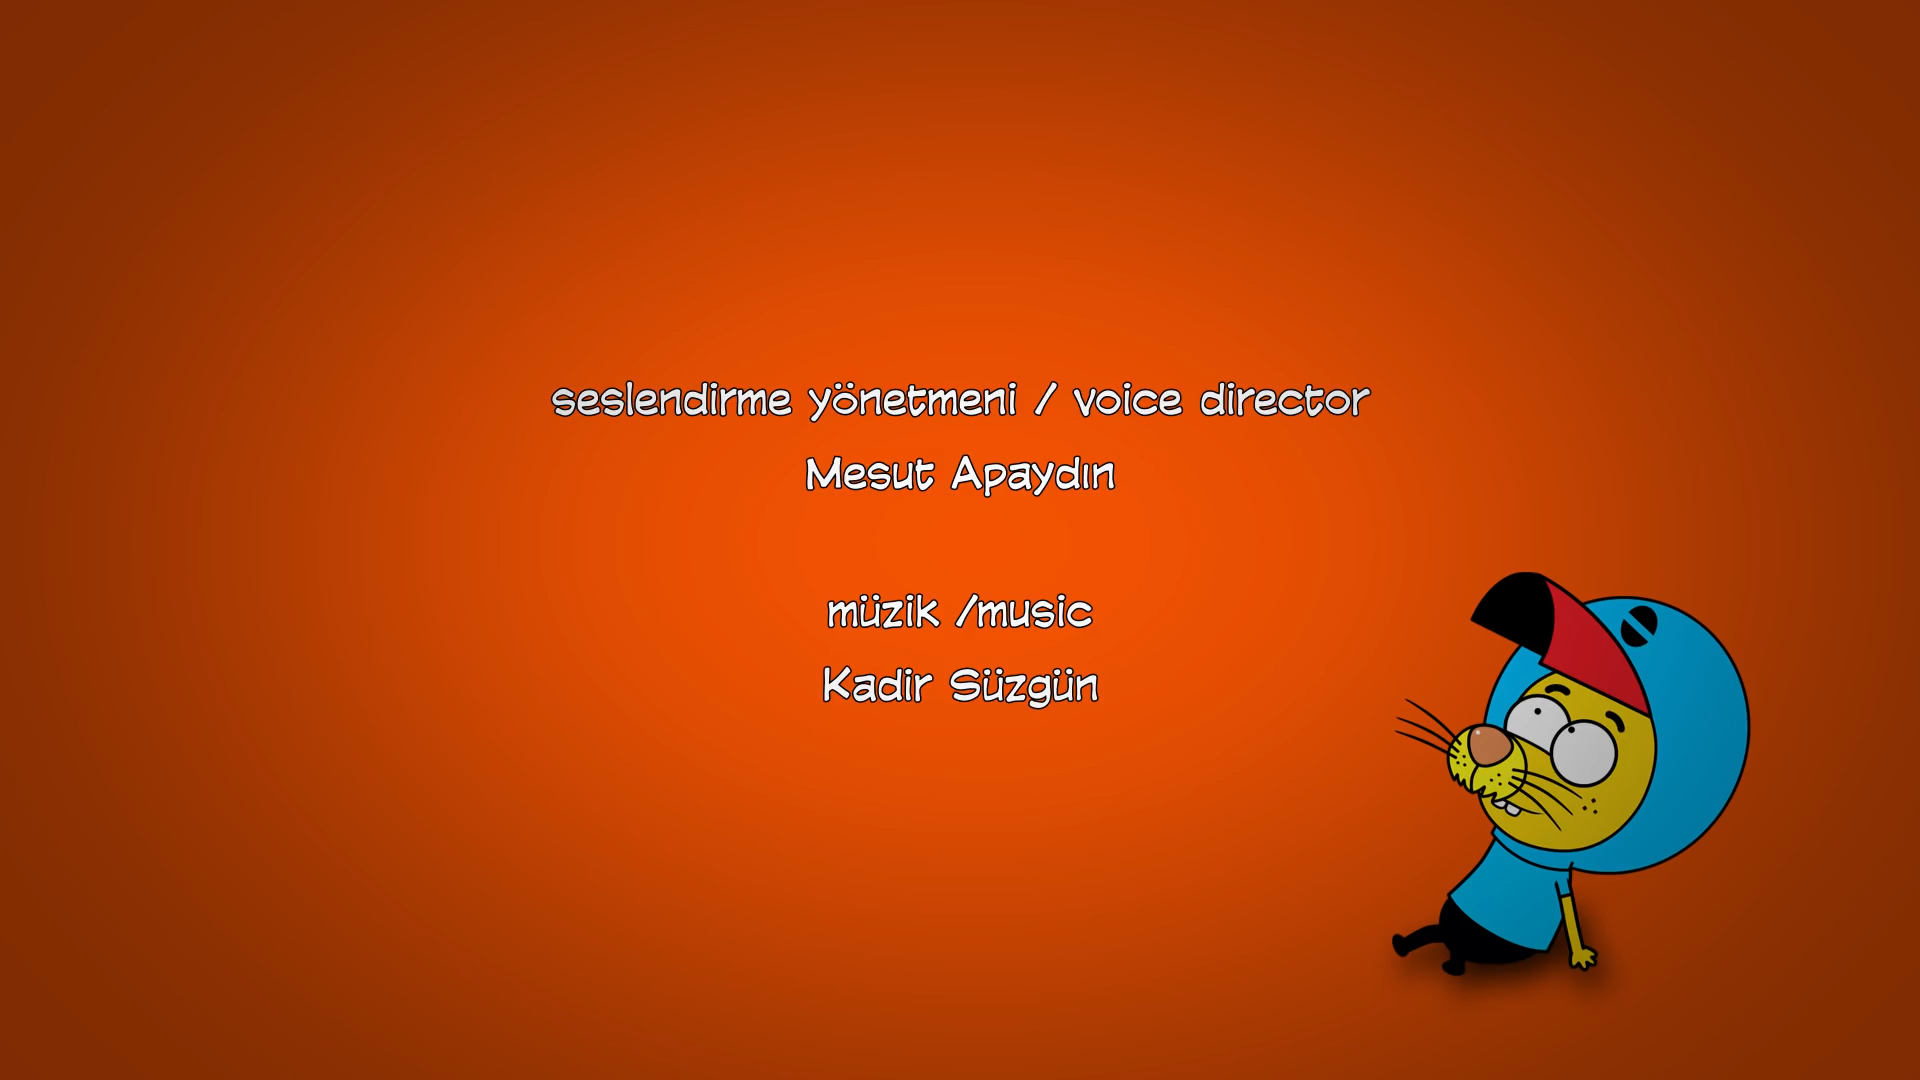 seslendirme yönetmeni / voice director
Mesut Apaydın
müzik /music
Kadir Süzgün